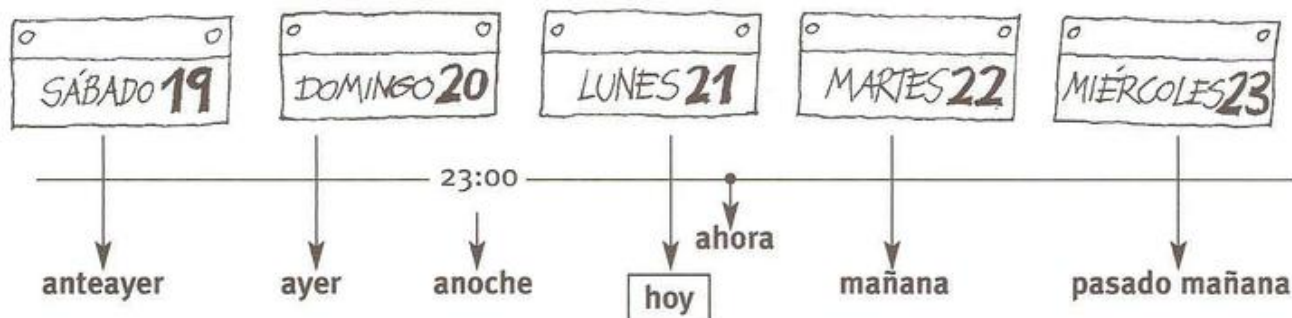 SÁBADO 19 DOMINGO 20 LUNES 21 MARTES 22 MIÉRCOLES 23
23:00
ahora
anteayer ayer anoche hoy mañana pasado mañana